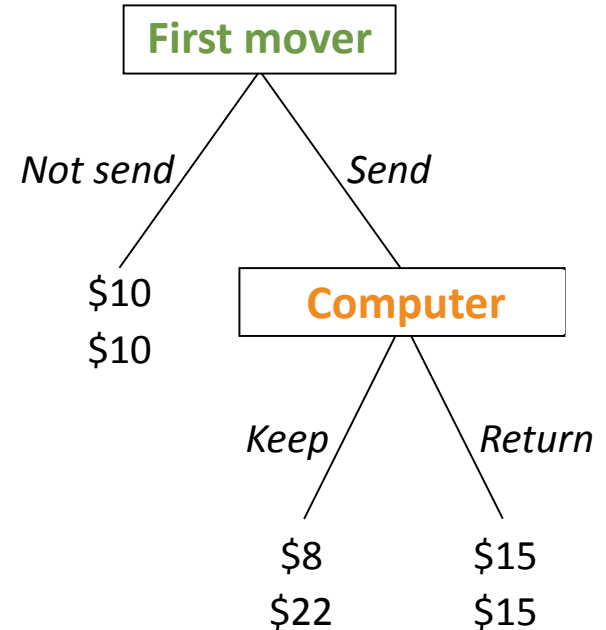 First mover
Not send
Send
$10
$10
Computer
Keep
Return
$8
$15
$22
$15